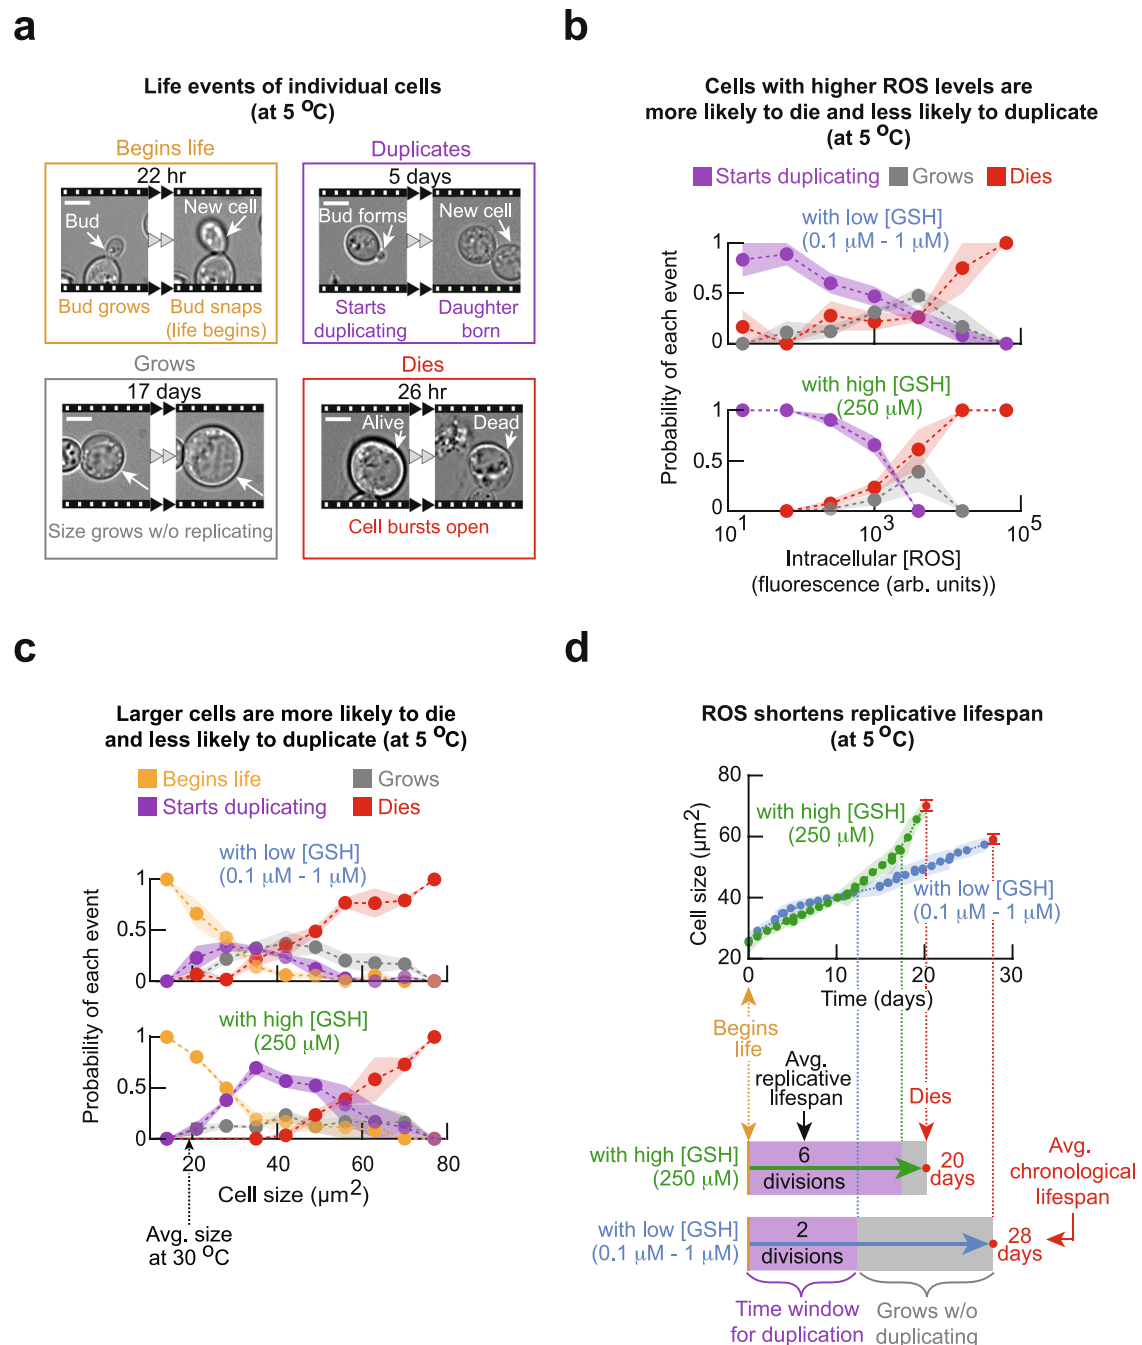 a
Life events of individual cells
(at 5 °C)
Begins life
22 hr
Bud
New cell
Bud grows
Bud snaps
(life begins)
Duplicates
5 days
Bud forms
New cell
Starts
duplicating
Daughter
born
Grows
17 days
Size grows w/o replicating
Dies
26 hr
Alive
Dead
Cell bursts open
b
Cells with higher ROS levels are
more likely to die and less likely to duplicate
(at 5 °C)
Starts duplicating
Grows
Dies
with low [GSH]
(0.1 µM - 1 µM)
1
0.5
0
with high [GSH]
(250 µM)
1
0.5
0
Probability of each event
10^1
10^3
10^5
Intracellular [ROS]
(fluorescence (arb. units))
c
Larger cells are more likely to die
and less likely to duplicate (at 5 °C)
Begins life
Grows
Starts duplicating
Dies
with low [GSH]
(0.1 µM - 1 µM)
1
0.5
0
with high [GSH]
(250 µM)
1
0.5
0
Probability of each event
20
40
60
80
Cell size (µm²)
Avg. size
at 30 °C
d
ROS shortens replicative lifespan
(at 5 °C)
80
60
40
20
Cell size (µm²)
with high [GSH]
(250 µM)
with low [GSH]
(0.1 µM - 1 µM)
0
10
20
30
Time (days)
Begins
life
Avg.
replicative
lifespan
Dies
with high [GSH]
(250 µM)
6
divisions
20
days
Avg.
chronological
lifespan
with low [GSH]
(0.1 µM - 1 µM)
2
divisions
28
days
Time window
for duplication
Grows w/o
duplicating